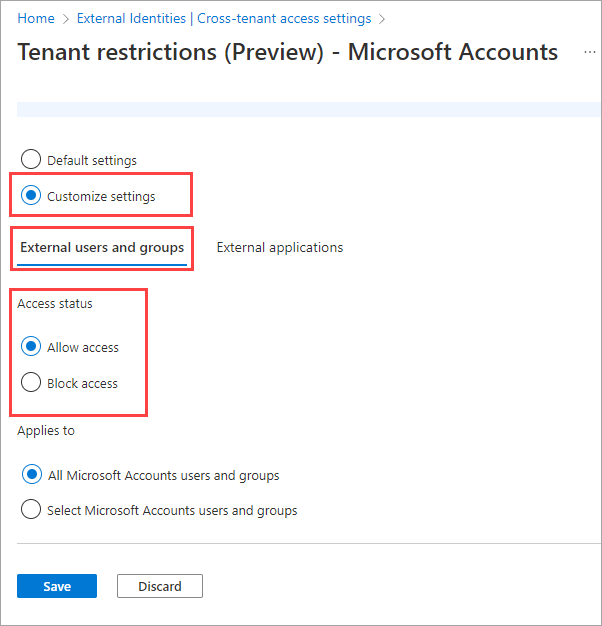 Home > External Identities | Cross-tenant access settings >
Tenant restrictions (Preview) - Microsoft Accounts ...
Default settings
Customize settings
External users and groups External applications
Access status
Allow access
Block access
Applies to
All Microsoft Accounts users and groups
Select Microsoft Accounts users and groups
Save Discard